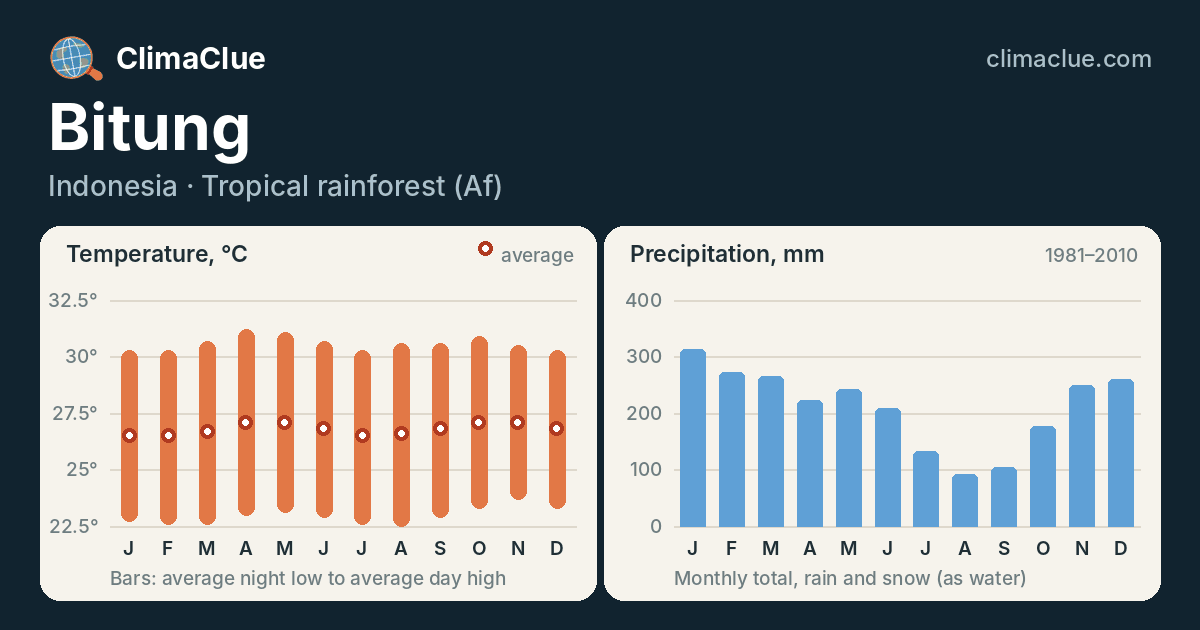 ClimaClue
climaclue.com
Bitung
Indonesia · Tropical rainforest (Af)
Temperature, °C
average
32.5°
30°
27.5°
25°
22.5°
J F M A M J J A S O N D
Bars: average night low to average day high
Precipitation, mm
1981–2010
400
300
200
100
0
J F M A M J J A S O N D
Monthly total, rain and snow (as water)